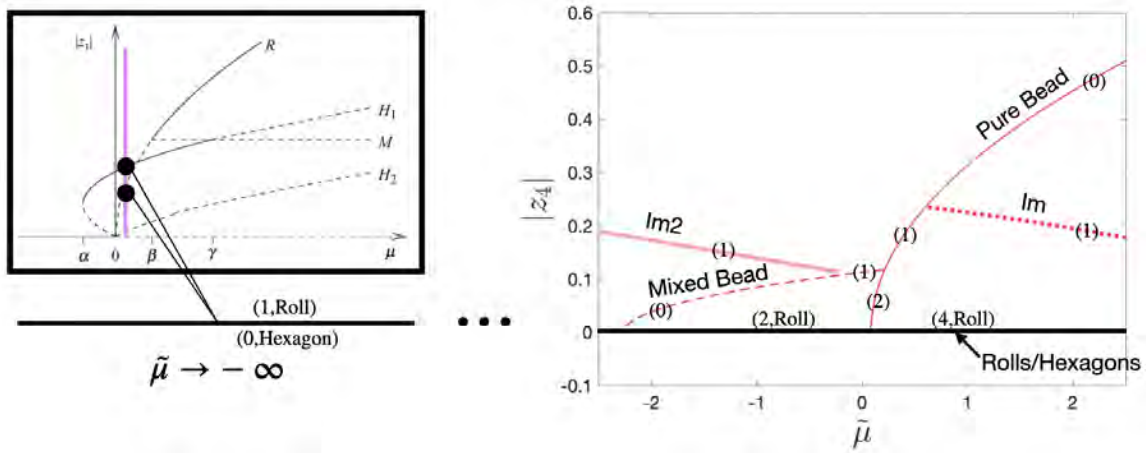 |z₁|
R
H₁
M
H₂
α 0 β γ μ
(1,Roll)
(0,Hexagon)
μ̃ → − ∞
• • •
0.6
0.5
0.4
0.3
0.2
0.1
0
-0.1
|z₄|
Pure Bead
(0)
Im2
(1)
Mixed Bead
(0)
(1)
(1)
(2)
Im
(1)
(2,Roll)
(4,Roll)
Rolls/Hexagons
-2 -1 0 1 2
μ̃